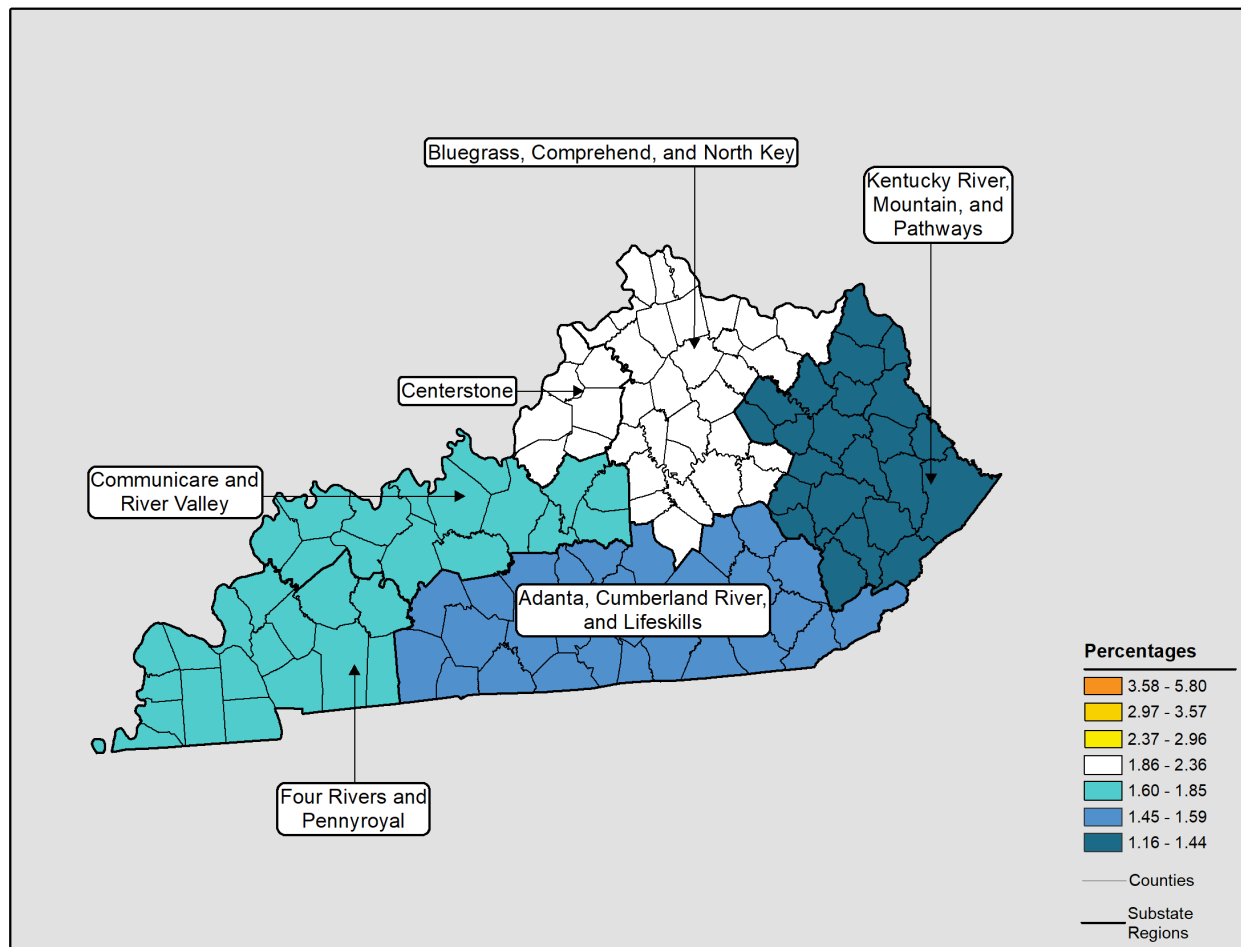 Bluegrass, Comprehend, and North Key
Kentucky River,
Mountain, and
Pathways
Centerstone
Communicare and
River Valley
Adanta, Cumberland River,
and Lifeskills
Four Rivers and
Pennyroyal
Percentages
3.58 - 5.80
2.97 - 3.57
2.37 - 2.96
1.86 - 2.36
1.60 - 1.85
1.45 - 1.59
1.16 - 1.44
Counties
Substate
Regions